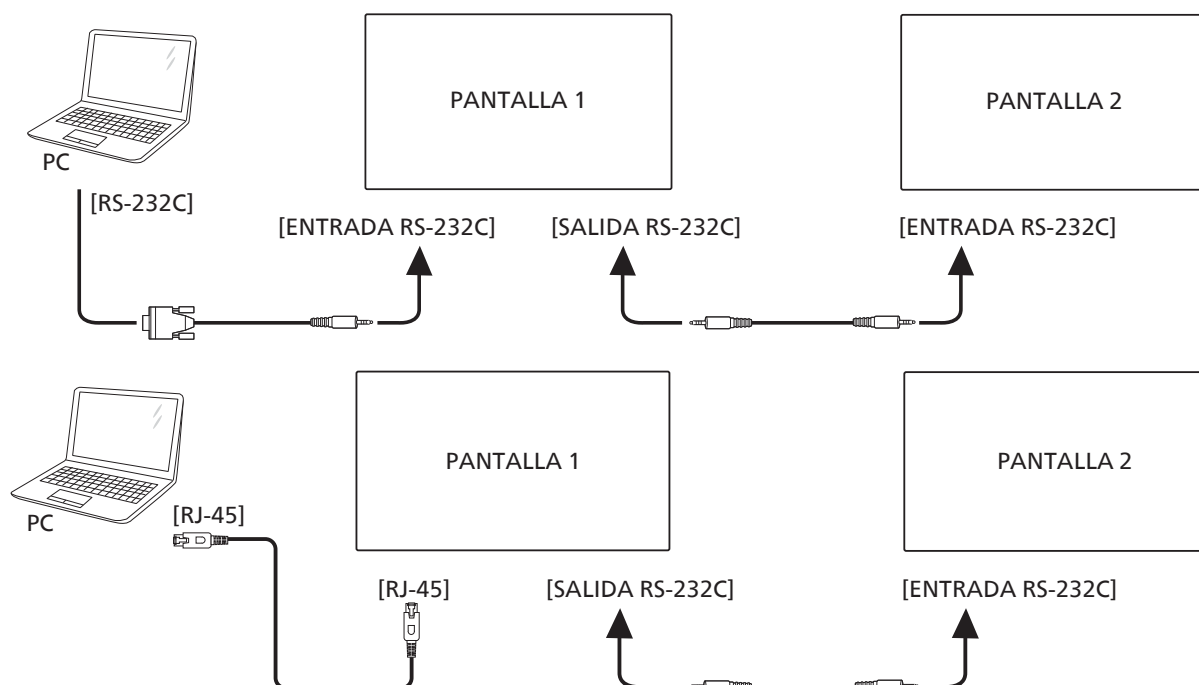 PANTALLA 1
PANTALLA 2
PC
[RS-232C]
[ENTRADA RS-232C]
[SALIDA RS-232C]
[ENTRADA RS-232C]
PANTALLA 1
PANTALLA 2
PC
[RJ-45]
[RJ-45]
[SALIDA RS-232C]
[ENTRADA RS-232C]